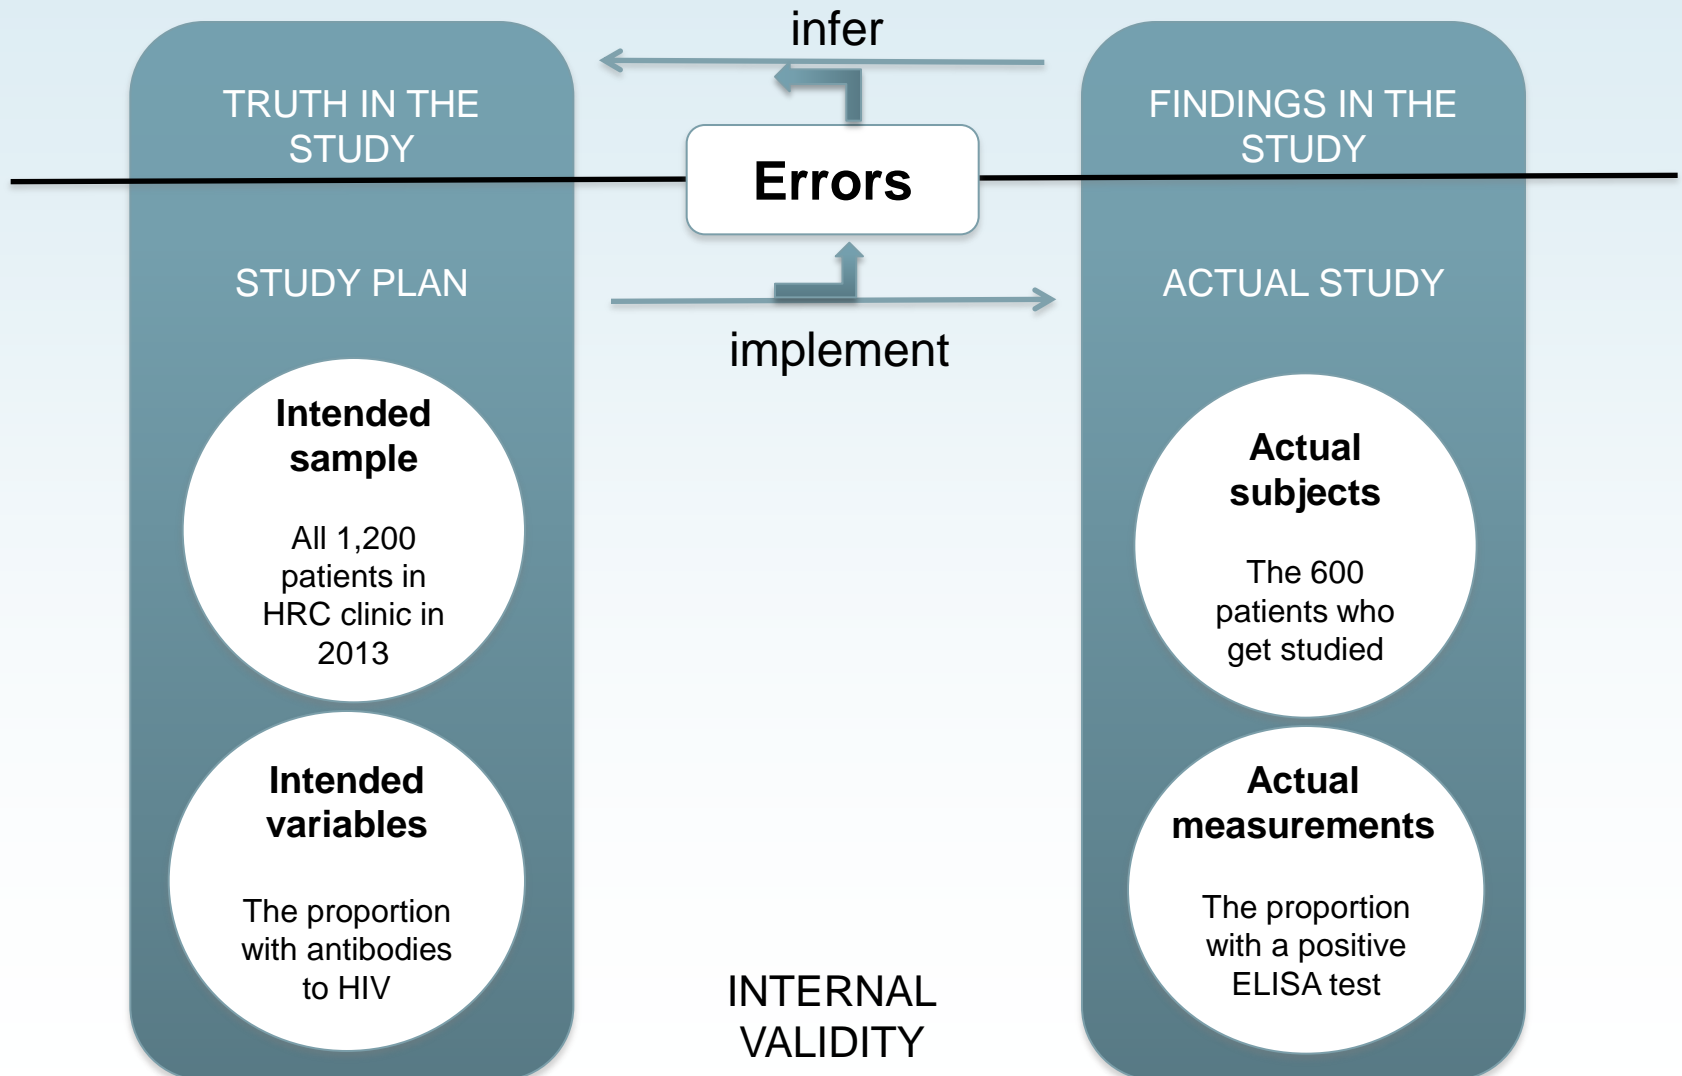 infer
TRUTH IN THE
STUDY
FINDINGS IN THE
STUDY
Errors
STUDY PLAN
ACTUAL STUDY
implement
Intended
sample
All 1,200
patients in
HRC clinic in
2013
Actual
subjects
The 600
patients who
get studied
Intended
variables
The proportion
with antibodies
to HIV
Actual
measurements
The proportion
with a positive
ELISA test
INTERNAL
VALIDITY